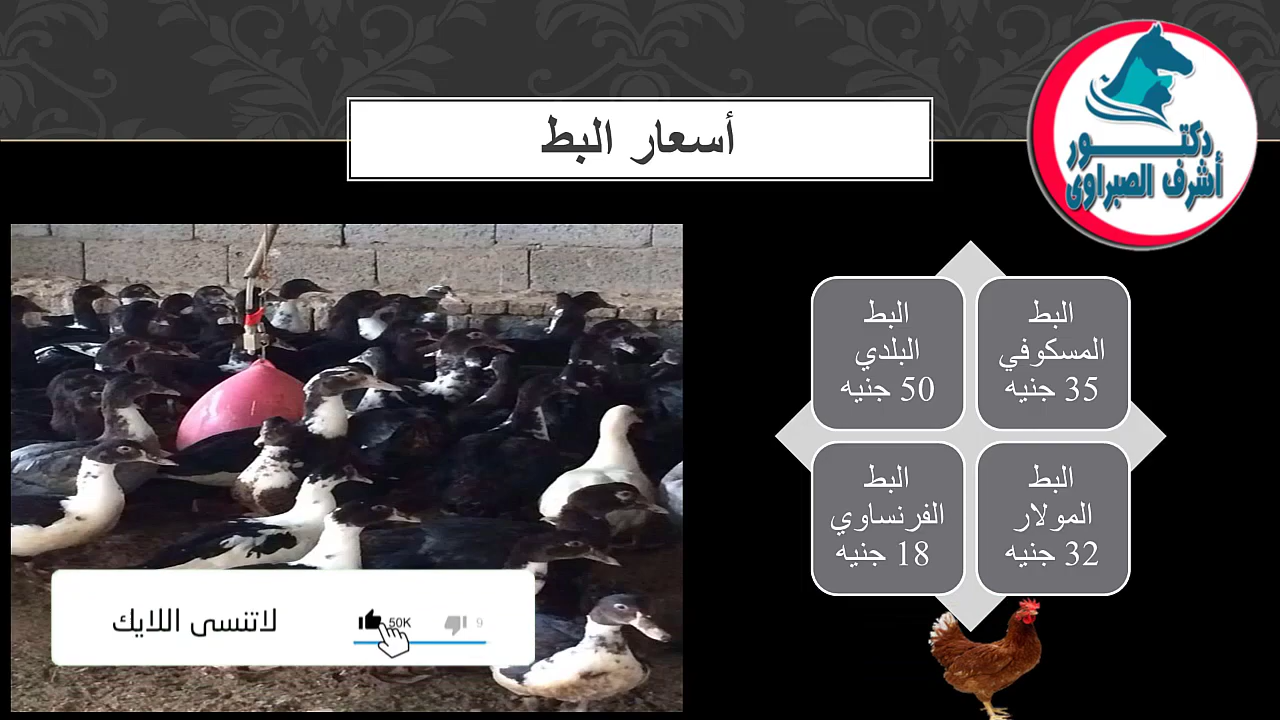 أسعار البط
دكتـــور
أشرف الصبراوى
البط
المسكوفي
35 جنيه
البط
البلدي
50 جنيه
البط
المولار
32 جنيه
البط
الفرنساوي
18 جنيه
لاتنسى اللايك
50K
9